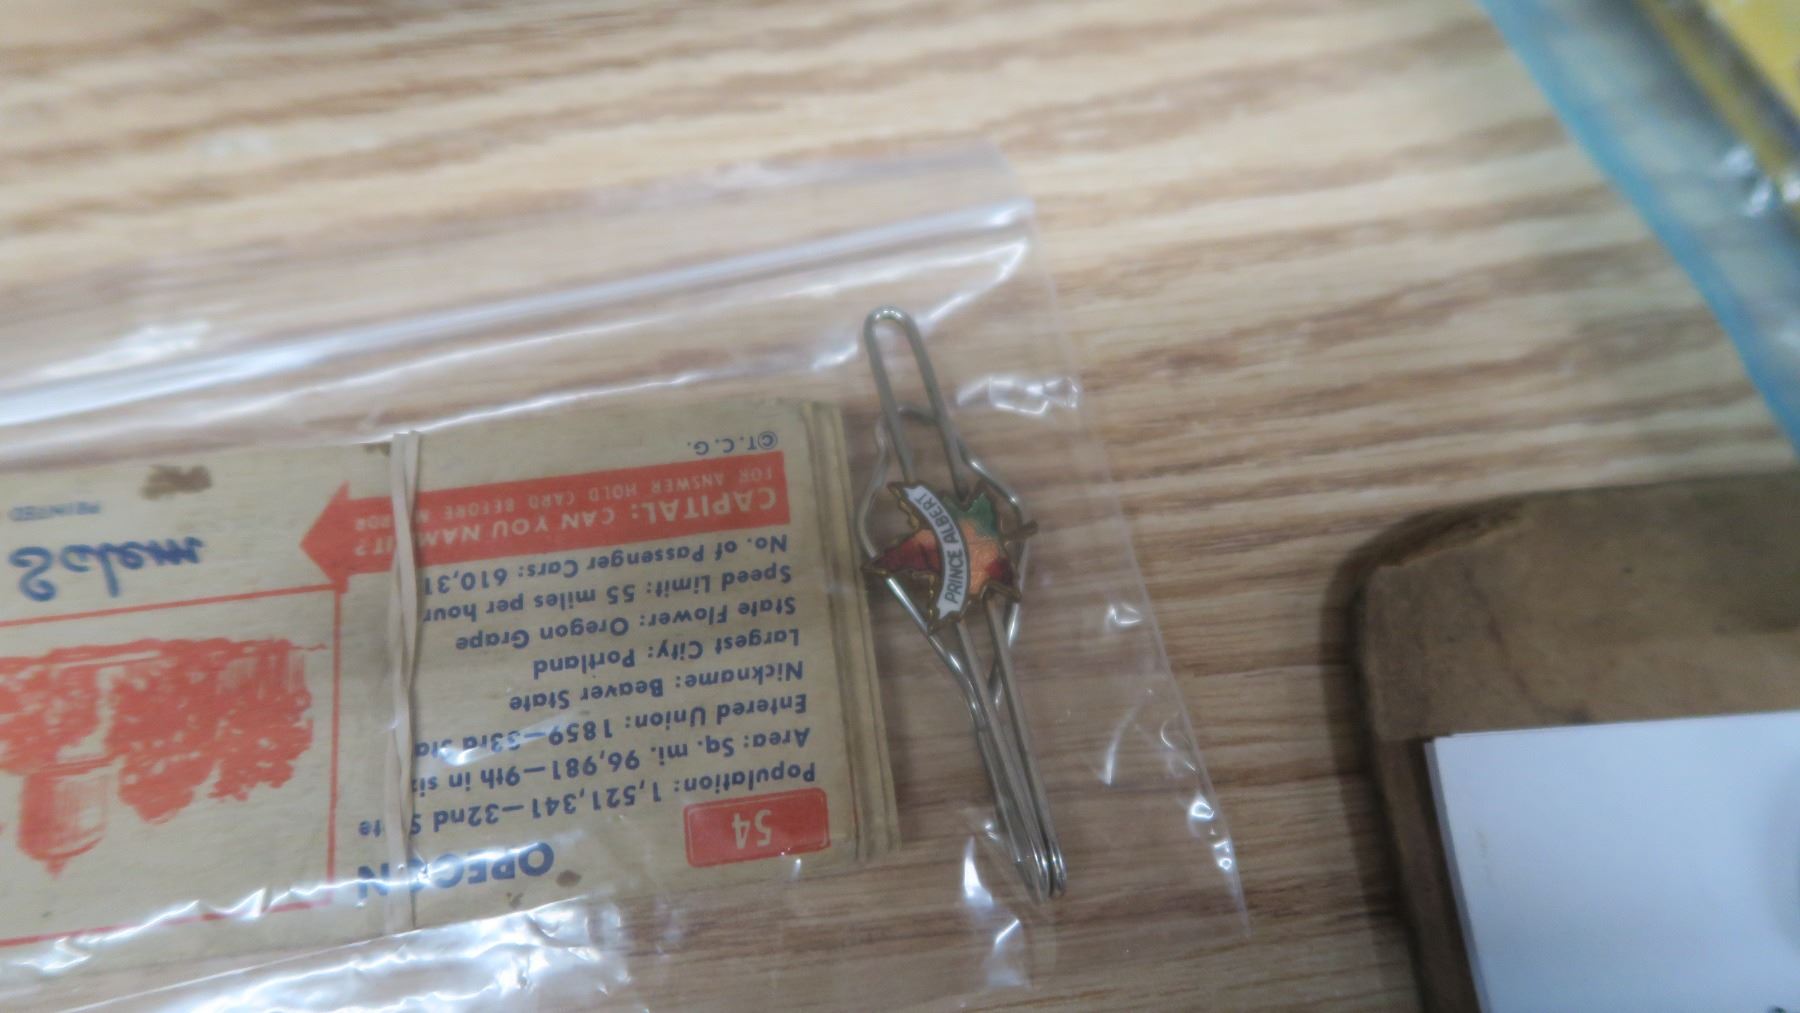 54
OREGON
Population: 1,521,341—32nd State
Area: Sq. mi. 96,981—9th in size
Entered Union: 1859—33rd State
Nickname: Beaver State
Largest City: Portland
State Flower: Oregon Grape
Speed Limit: 55 miles per hour
No. of Passenger Cars: 610,31
CAPITAL: CAN YOU NAME IT?
FOR ANSWER HOLD CARD BEFORE MIRROR
©T.C.G.
Salem
PRINTED
PRINCE ALBERT